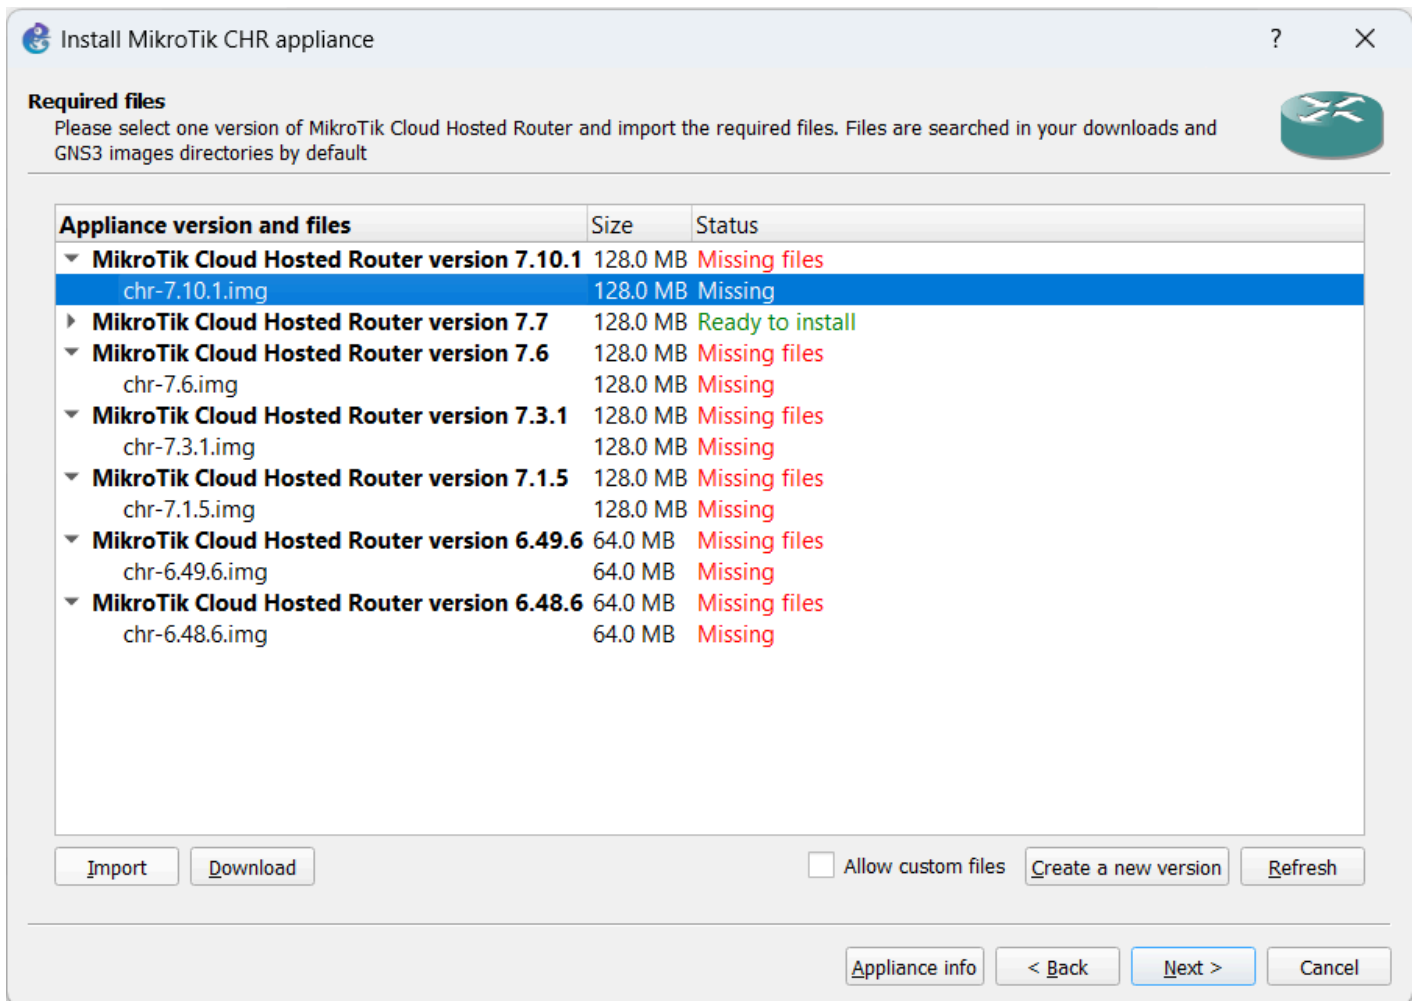 Install MikroTik CHR appliance ? ×
Required files
Please select one version of MikroTik Cloud Hosted Router and import the required files. Files are searched in your downloads and
GNS3 images directories by default
Appliance version and files Size Status
MikroTik Cloud Hosted Router version 7.10.1 128.0 MB Missing files
chr-7.10.1.img 128.0 MB Missing
MikroTik Cloud Hosted Router version 7.7 128.0 MB Ready to install
MikroTik Cloud Hosted Router version 7.6 128.0 MB Missing files
chr-7.6.img 128.0 MB Missing
MikroTik Cloud Hosted Router version 7.3.1 128.0 MB Missing files
chr-7.3.1.img 128.0 MB Missing
MikroTik Cloud Hosted Router version 7.1.5 128.0 MB Missing files
chr-7.1.5.img 128.0 MB Missing
MikroTik Cloud Hosted Router version 6.49.6 64.0 MB Missing files
chr-6.49.6.img 64.0 MB Missing
MikroTik Cloud Hosted Router version 6.48.6 64.0 MB Missing files
chr-6.48.6.img 64.0 MB Missing
Import Download Allow custom files Create a new version Refresh
Appliance info < Back Next > Cancel